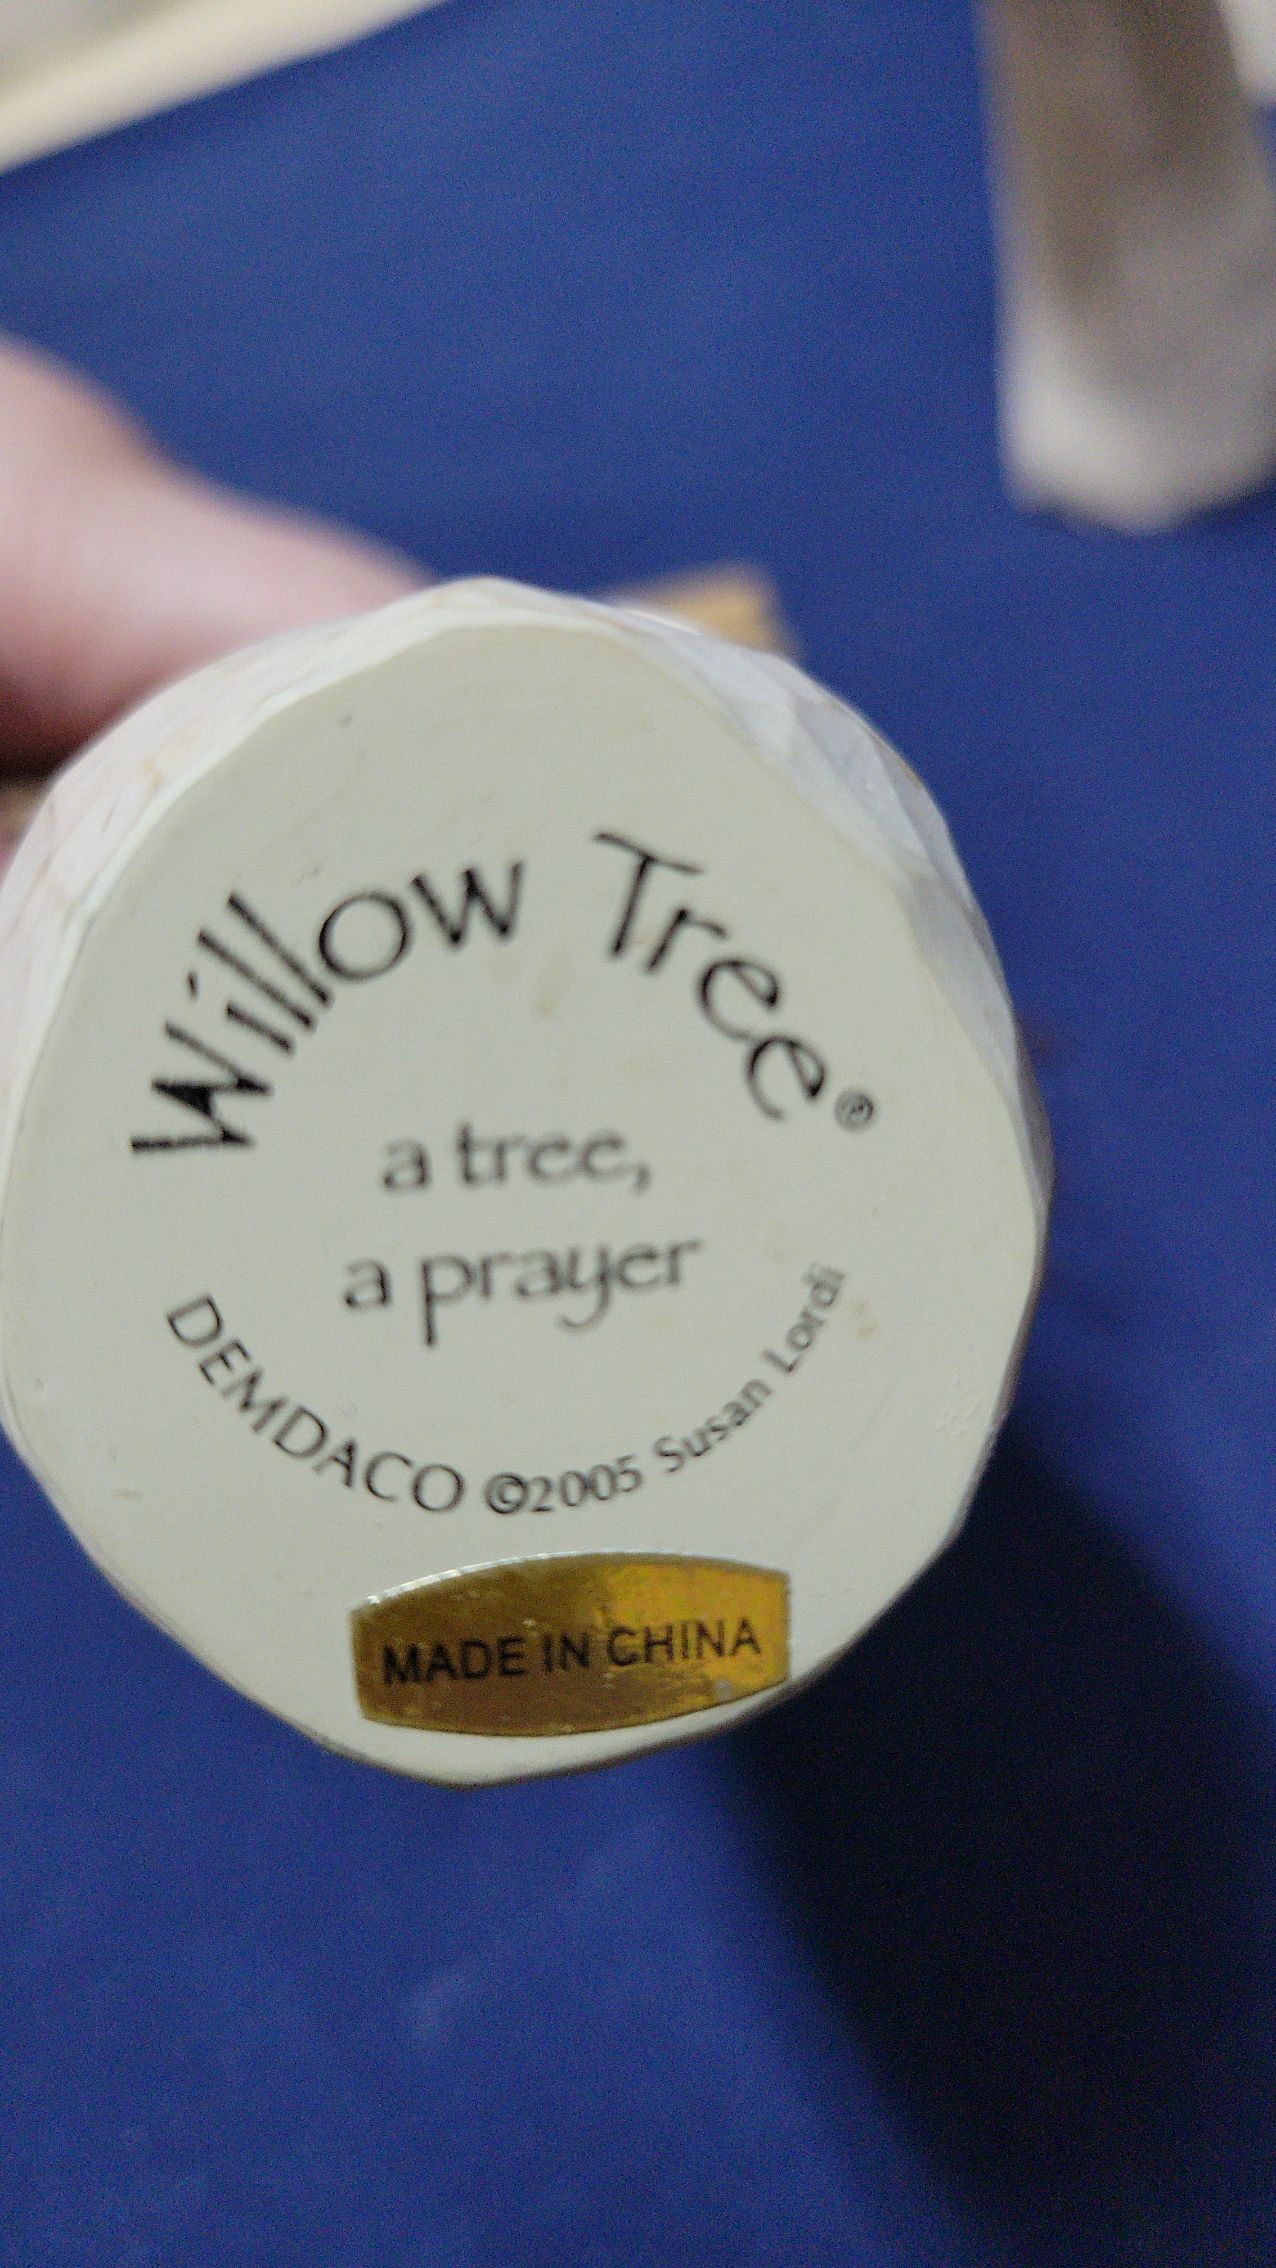 Willow Tree®
a tree,
a prayer
DEMDACO ©2005 Susan Lordi
MADE IN CHINA